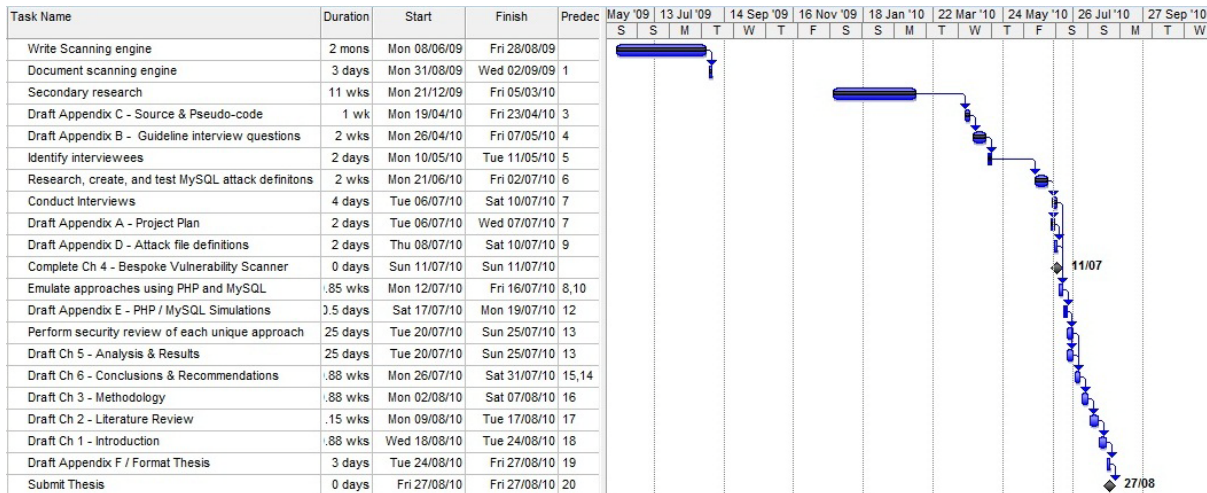 Task Name Duration Start Finish Predec May '09 13 Jul '09 14 Sep '09 16 Nov '09 18 Jan '10 22 Mar '10 24 May '10 26 Jul '10 27 Sep '10
S S M T W T F S S M T W T F S S M T W
Write Scanning engine 2 mons Mon 08/06/09 Fri 28/08/09
Document scanning engine 3 days Mon 31/08/09 Wed 02/09/09 1
Secondary research 11 wks Mon 21/12/09 Fri 05/03/10
Draft Appendix C - Source & Pseudo-code 1 wk Mon 19/04/10 Fri 23/04/10 3
Draft Appendix B - Guideline interview questions 2 wks Mon 26/04/10 Fri 07/05/10 4
Identify interviewees 2 days Mon 10/05/10 Tue 11/05/10 5
Research, create, and test MySQL attack definitons 2 wks Mon 21/06/10 Fri 02/07/10 6
Conduct Interviews 4 days Tue 06/07/10 Sat 10/07/10 7
Draft Appendix A - Project Plan 2 days Tue 06/07/10 Wed 07/07/10 7
Draft Appendix D - Attack file definitions 2 days Thu 08/07/10 Sat 10/07/10 9
Complete Ch 4 - Bespoke Vulnerability Scanner 0 days Sun 11/07/10 Sun 11/07/10 11/07
Emulate approaches using PHP and MySQL .85 wks Mon 12/07/10 Fri 16/07/10 8,10
Draft Appendix E - PHP / MySQL Simulations 0.5 days Sat 17/07/10 Mon 19/07/10 12
Perform security review of each unique approach 25 days Tue 20/07/10 Sun 25/07/10 13
Draft Ch 5 - Analysis & Results 25 days Tue 20/07/10 Sun 25/07/10 13
Draft Ch 6 - Conclusions & Recommendations .88 wks Mon 26/07/10 Sat 31/07/10 15,14
Draft Ch 3 - Methodology .88 wks Mon 02/08/10 Sat 07/08/10 16
Draft Ch 2 - Literature Review .15 wks Mon 09/08/10 Tue 17/08/10 17
Draft Ch 1 - Introduction .88 wks Wed 18/08/10 Tue 24/08/10 18
Draft Appendix F / Format Thesis 3 days Tue 24/08/10 Fri 27/08/10 19
Submit Thesis 0 days Fri 27/08/10 Fri 27/08/10 20 27/08